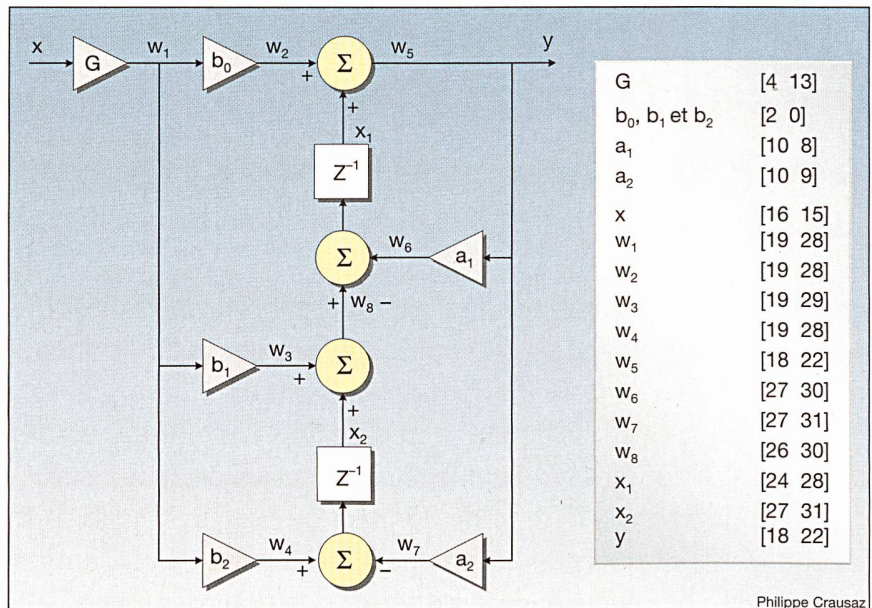 x
G
w₁
b₀
w₂
+
Σ
w₅
y
+
x₁
Z⁻¹
Σ
w₆
a₁
+
w₈
−
b₁
w₃
+
Σ
+
x₂
Z⁻¹
b₂
w₄
+
Σ
−
w₇
a₂
G [4 13]
b₀, b₁ et b₂ [2 0]
a₁ [10 8]
a₂ [10 9]
x [16 15]
w₁ [19 28]
w₂ [19 28]
w₃ [19 29]
w₄ [19 28]
w₅ [18 22]
w₆ [27 30]
w₇ [27 31]
w₈ [26 30]
x₁ [24 28]
x₂ [27 31]
y [18 22]
Philippe Crausaz